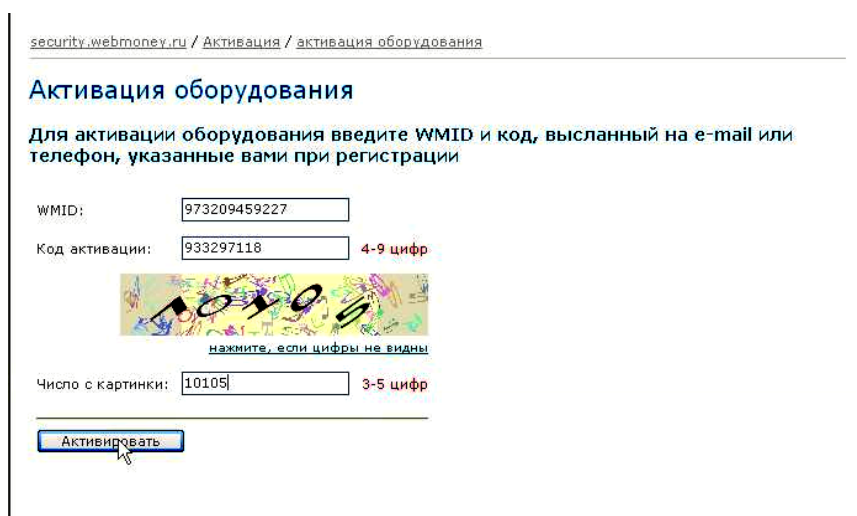 security.webmoney.ru / Активация / активация оборудования
Активация оборудования
Для активации оборудования введите WMID и код, высланный на e-mail или
телефон, указанные вами при регистрации
WMID: 973209459227
Код активации: 933297118 4-9 цифр
10105
нажмите, если цифры не видны
Число с картинки: 10105 3-5 цифр
Активировать